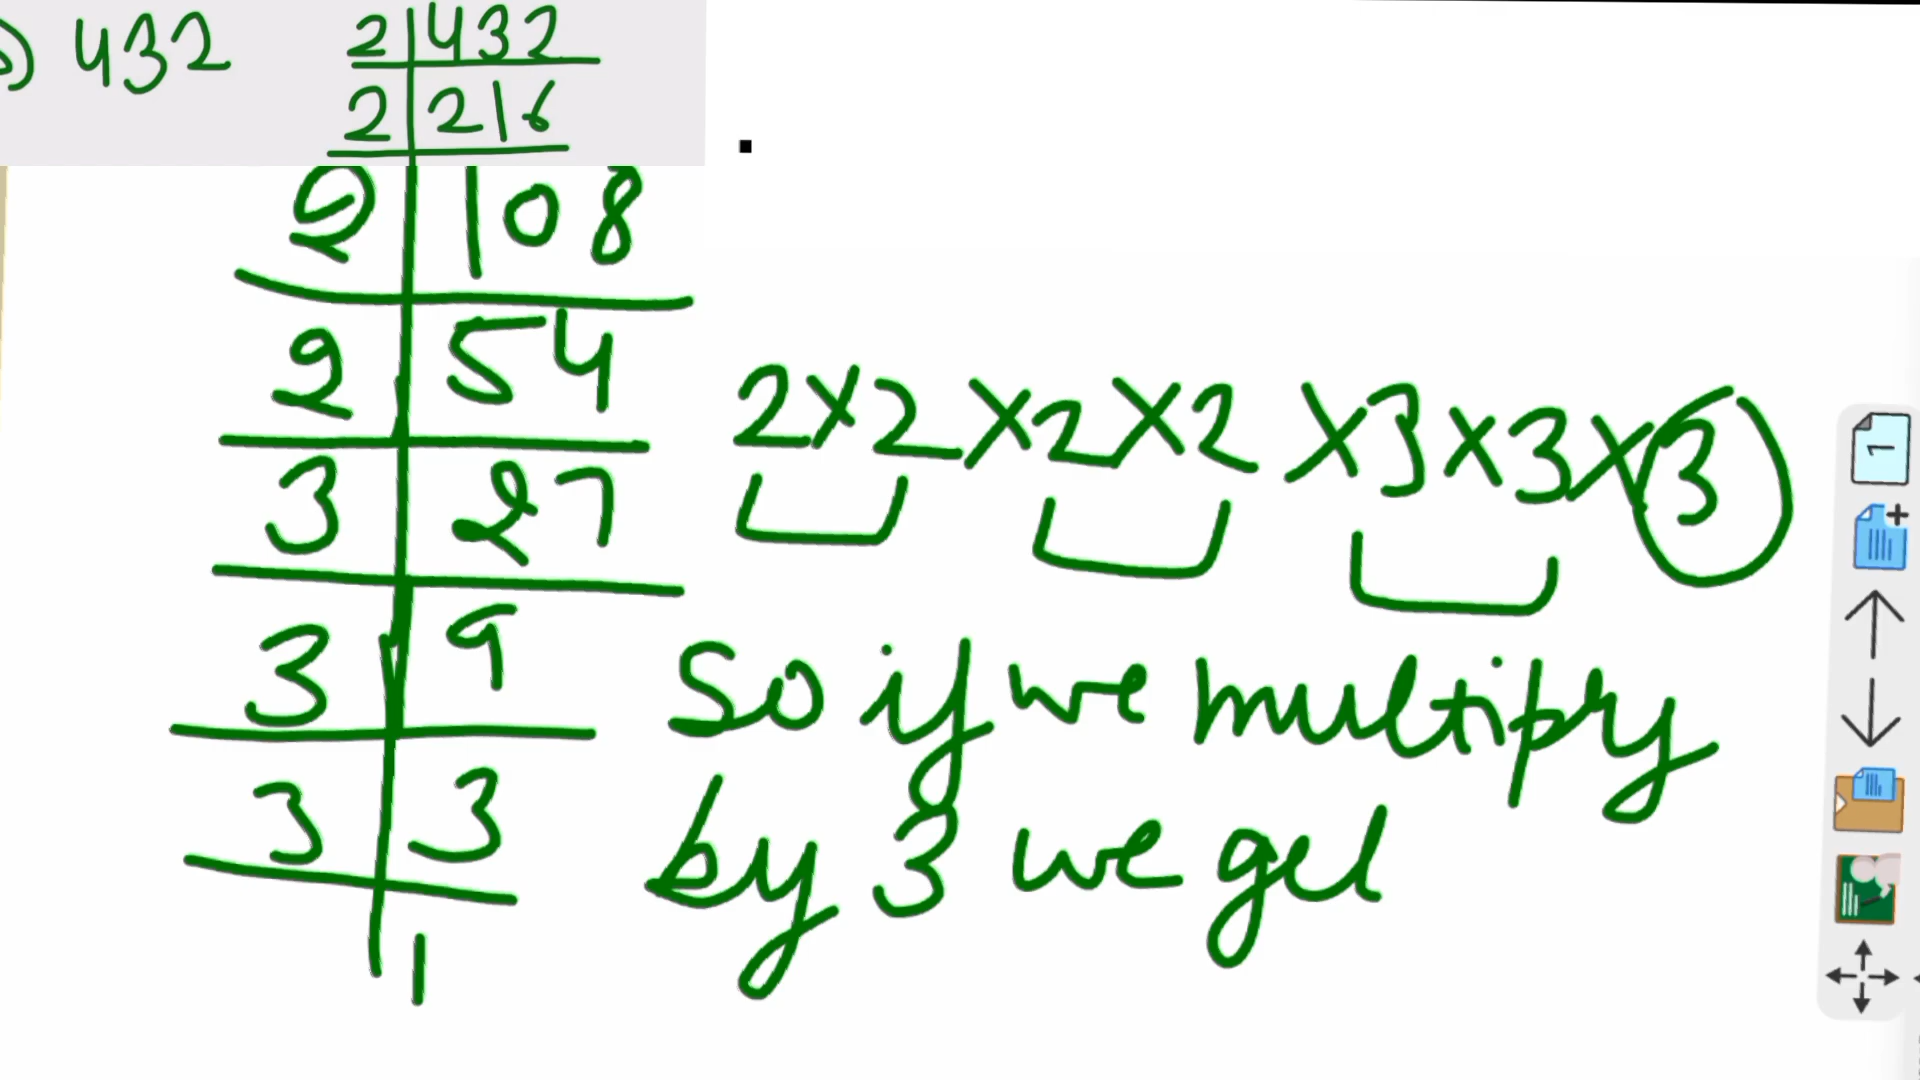 ) 432
2 | 432
2 | 216
2 | 108
2 | 54
3 | 27
3 | 9
3 | 3
1
2×2×2×2×3×3×3
So if we multiply
by 3 we get
1